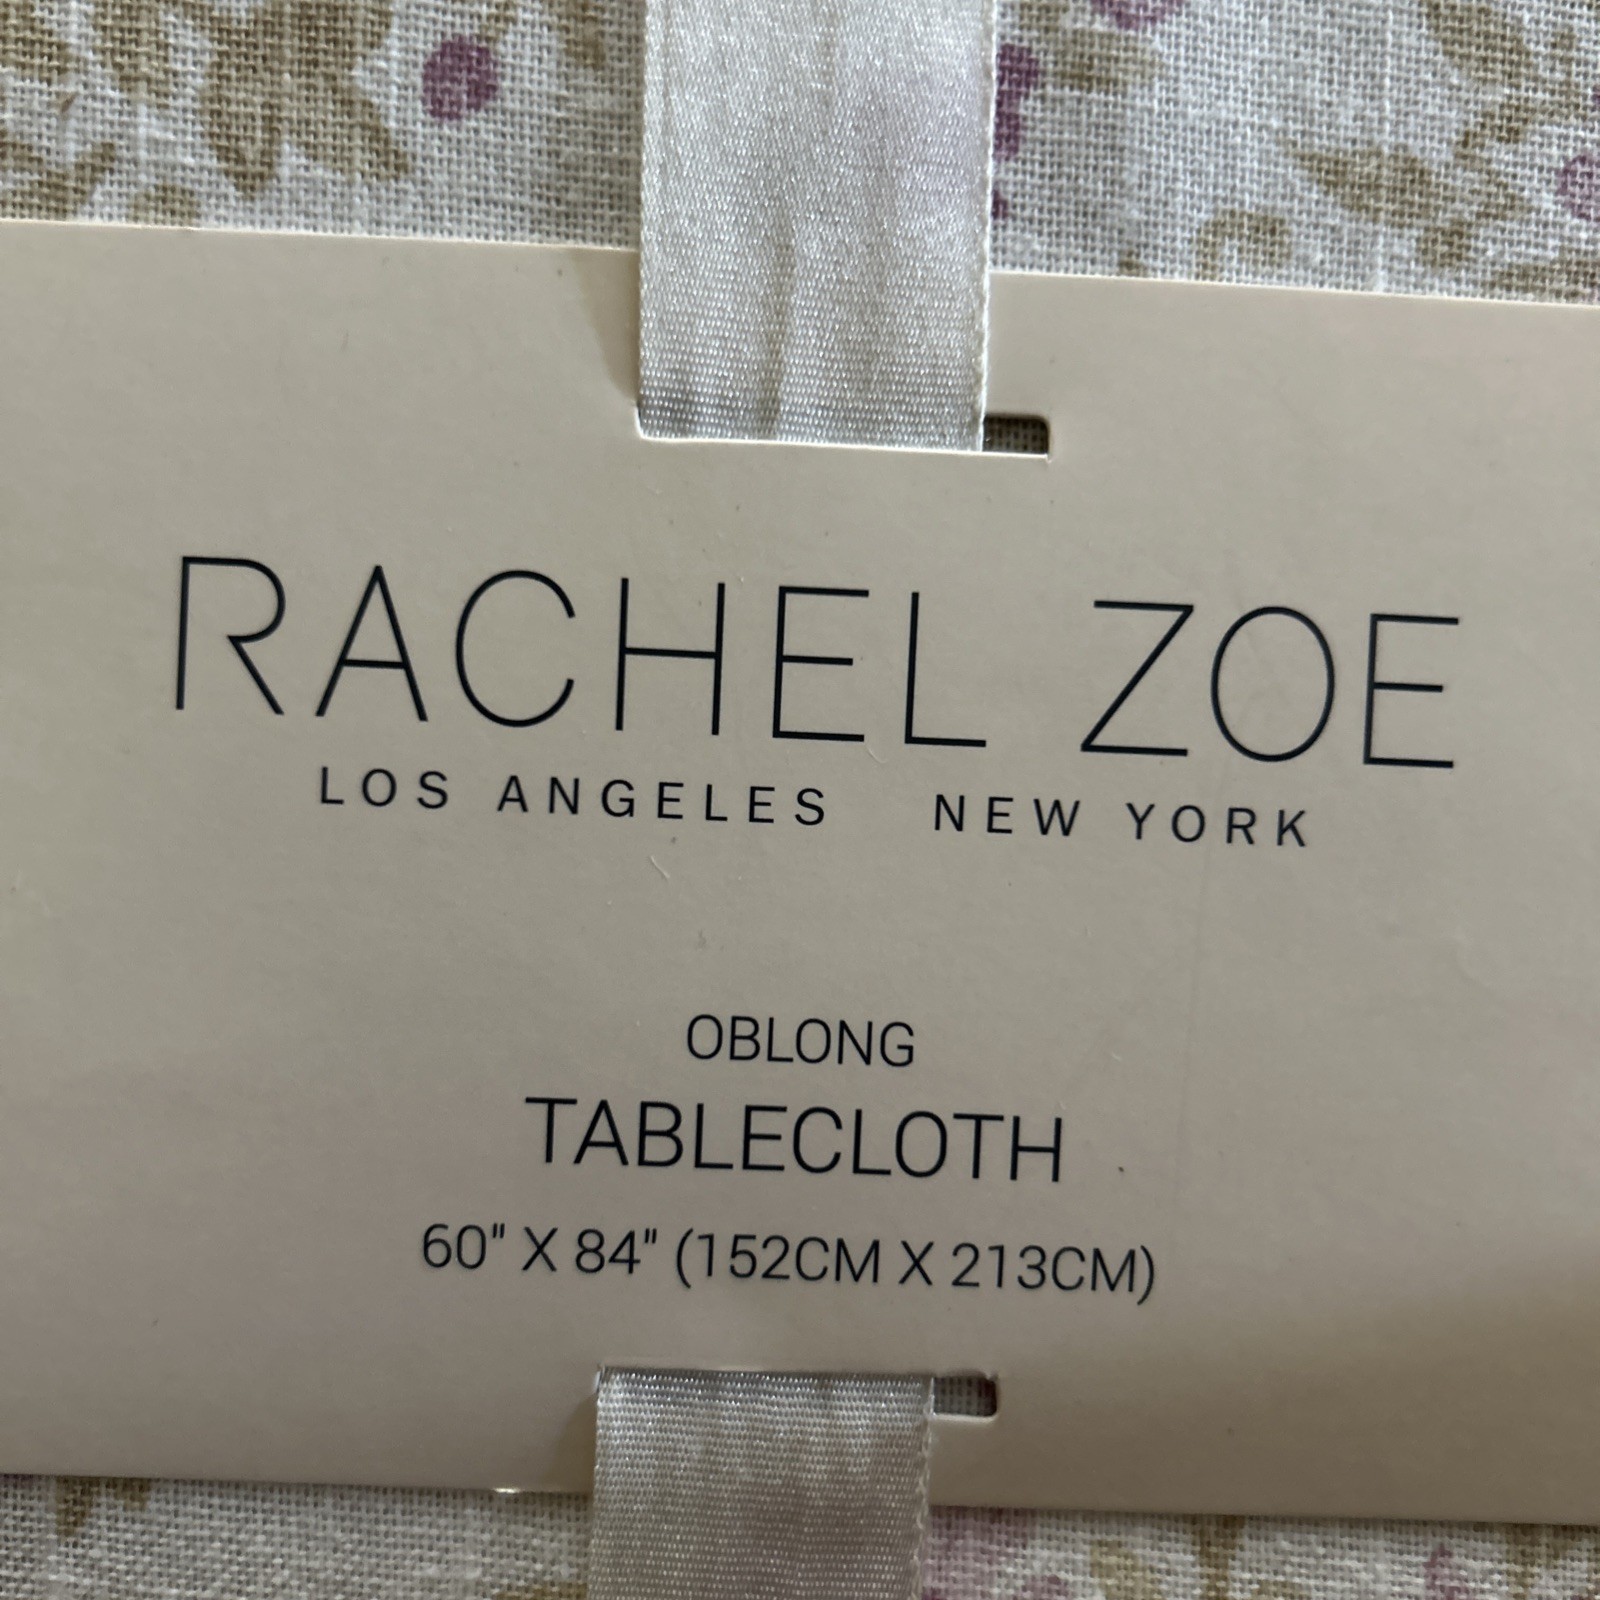 RACHEL ZOE
LOS ANGELES NEW YORK
OBLONG
TABLECLOTH
60" X 84" (152CM X 213CM)